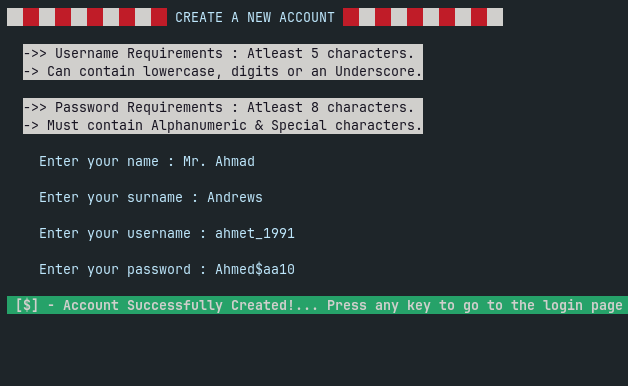 CREATE A NEW ACCOUNT
->> Username Requirements : Atleast 5 characters.
-> Can contain lowercase, digits or an Underscore.
->> Password Requirements : Atleast 8 characters.
-> Must contain Alphanumeric & Special characters.
Enter your name : Mr. Ahmad
Enter your surname : Andrews
Enter your username : ahmet_1991
Enter your password : Ahmed$aa10
[$] - Account Successfully Created!... Press any key to go to the login page